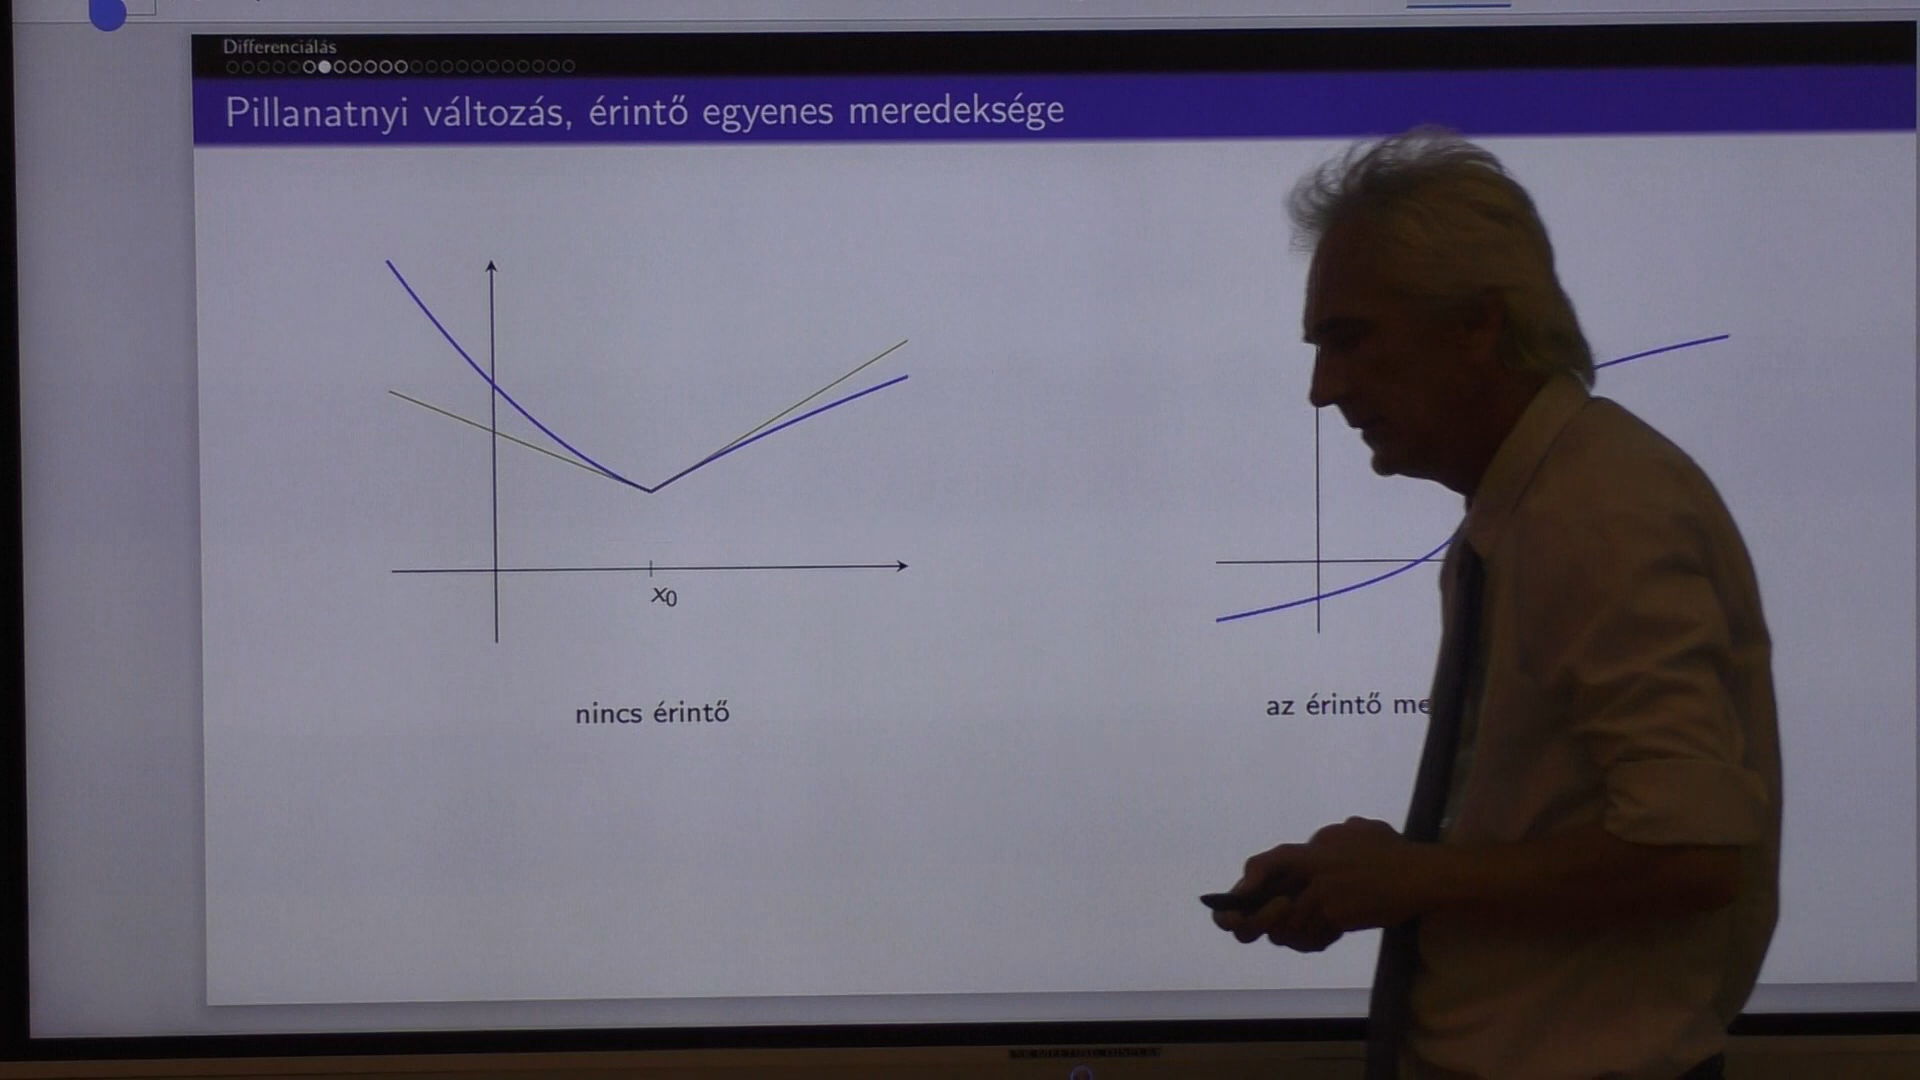 Differenciálás
Pillanatnyi változás, érintő egyenes meredeksége
x₀
nincs érintő
az érintő me